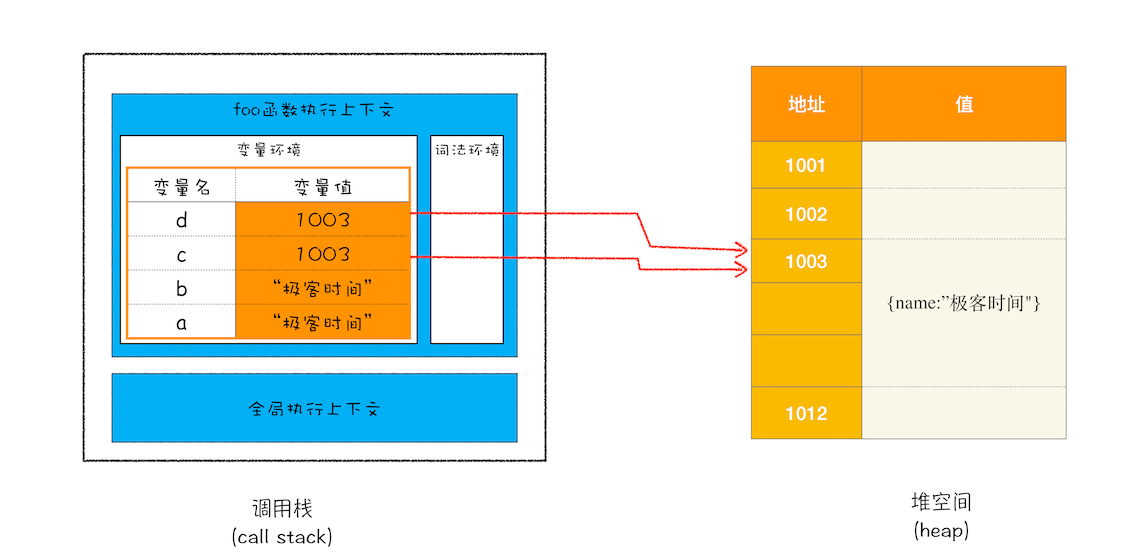 foo函数执行上下文
变量环境
词法环境
变量名 变量值
d 1003
c 1003
b “极客时间”
a “极客时间”
全局执行上下文
调用栈
(call stack)
地址 值
1001
1002
1003
{name:”极客时间"}
1012
堆空间
(heap)